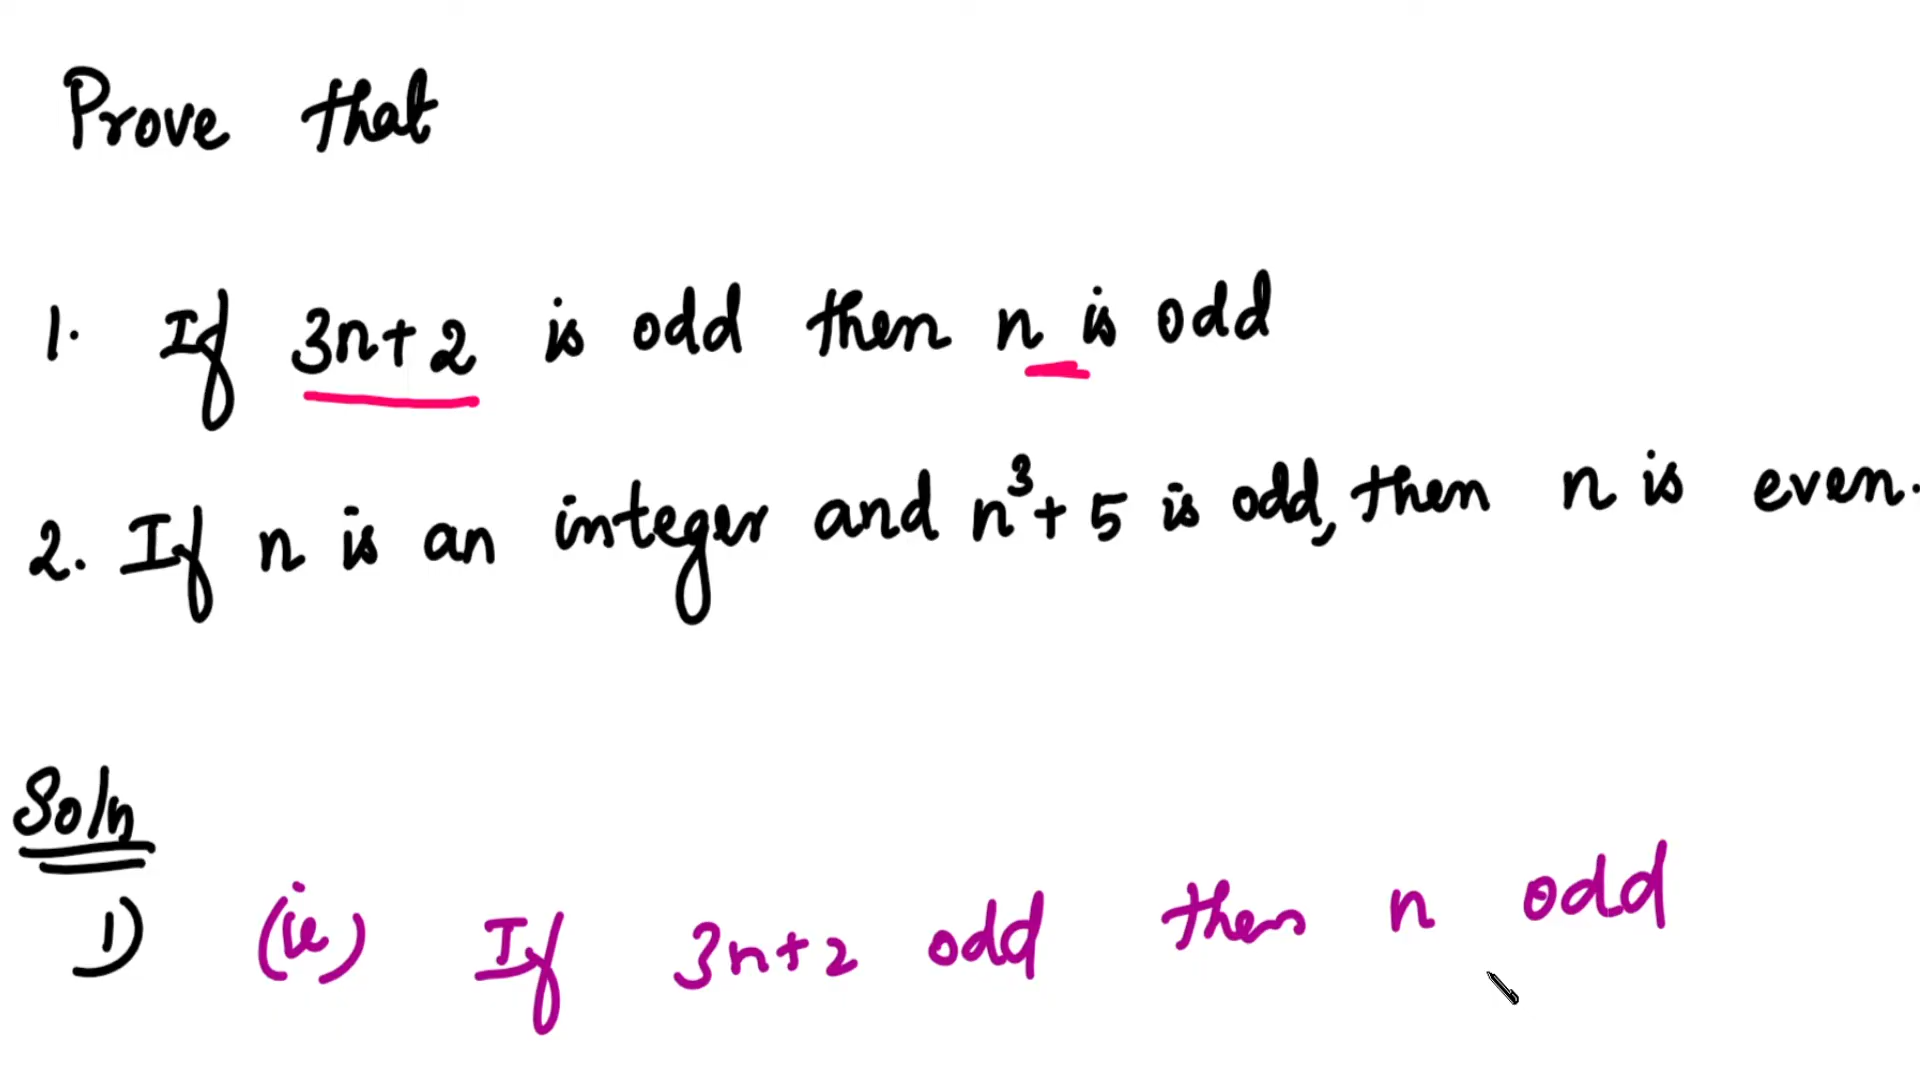 Prove that
1. If 3n+2 is odd then n is odd
2. If n is an integer and n³+5 is odd, then n is even.
Soln
1) (ie) If 3n+2 odd then n odd